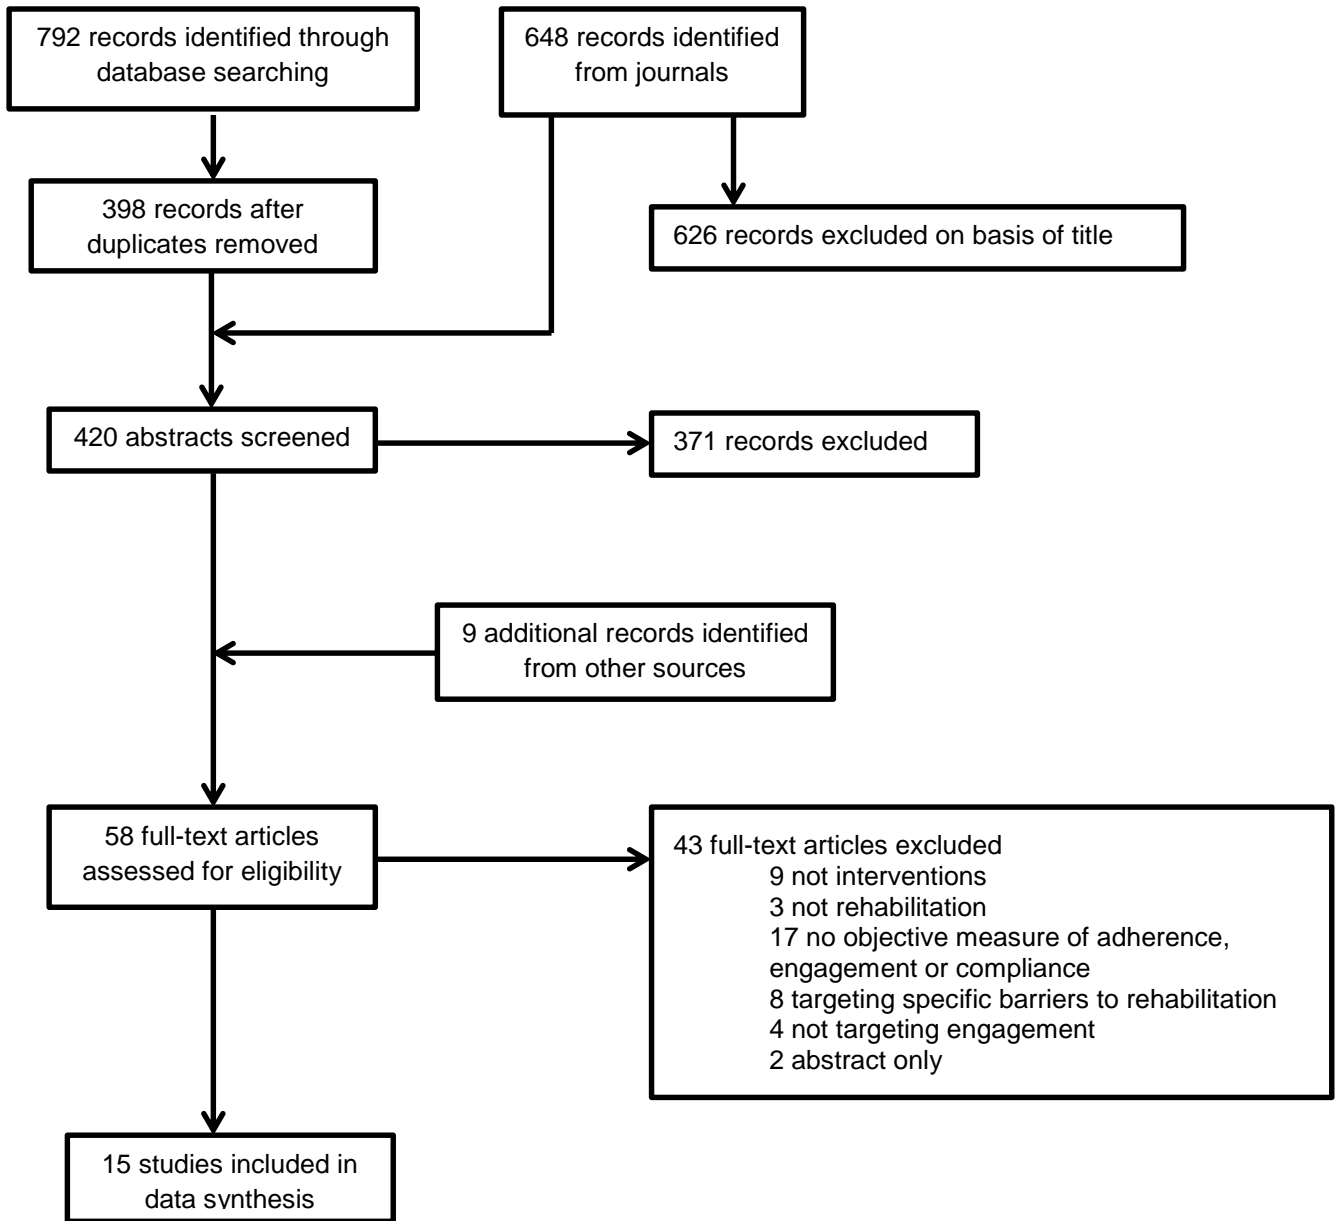 792 records identified through
database searching
648 records identified
from journals
398 records after
duplicates removed
626 records excluded on basis of title
420 abstracts screened
371 records excluded
9 additional records identified
from other sources
58 full-text articles
assessed for eligibility
43 full-text articles excluded
9 not interventions
3 not rehabilitation
17 no objective measure of adherence,
engagement or compliance
8 targeting specific barriers to rehabilitation
4 not targeting engagement
2 abstract only
15 studies included in
data synthesis